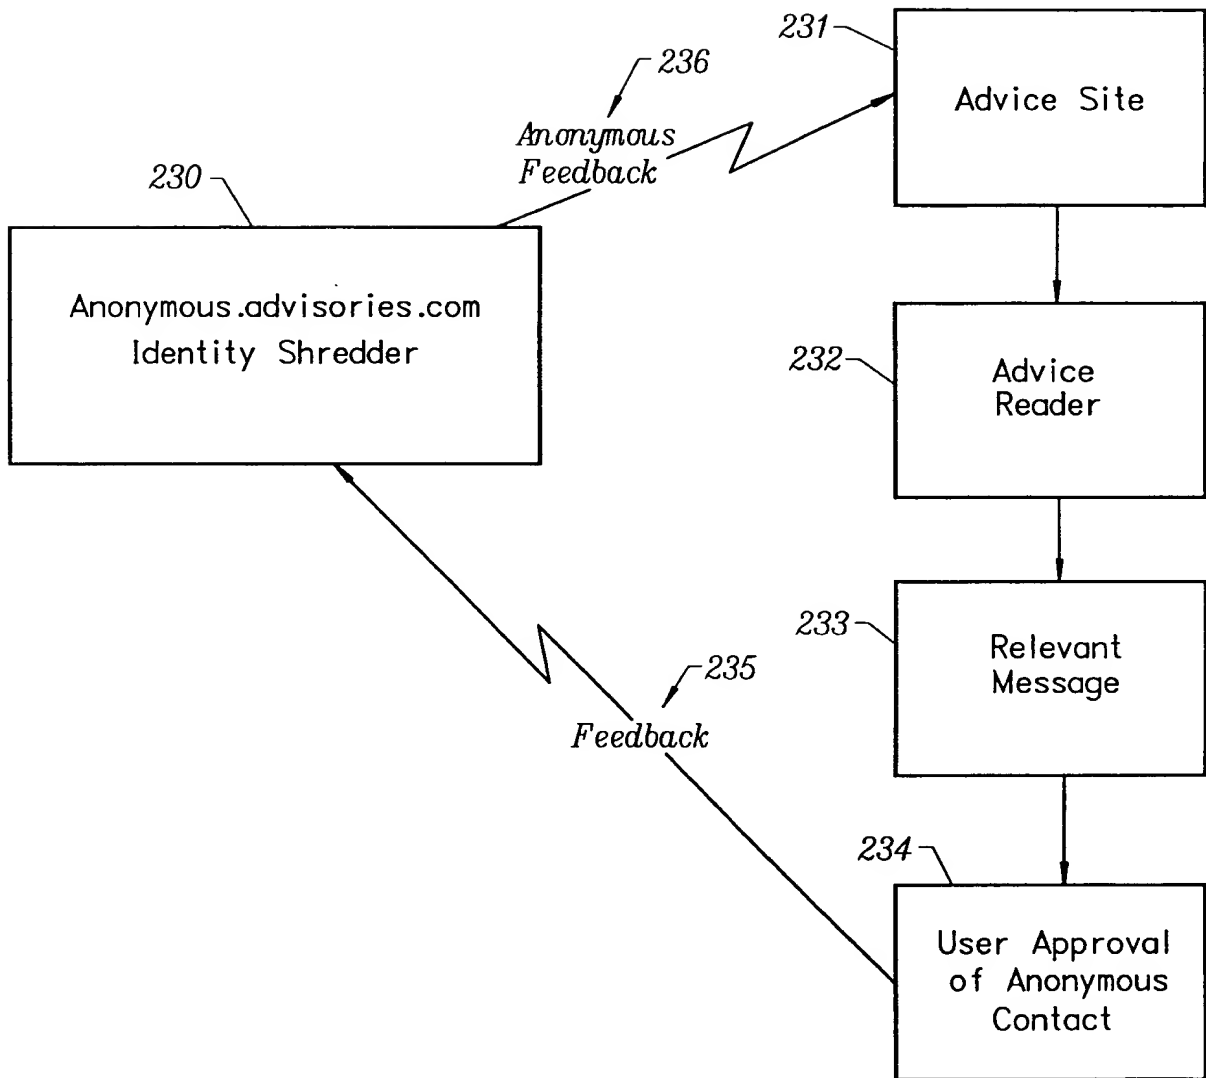 231
Advice Site
236
Anonymous
Feedback
230
Anonymous.advisories.com
Identity Shredder
232
Advice
Reader
233
Relevant
Message
235
Feedback
234
User Approval
of Anonymous
Contact